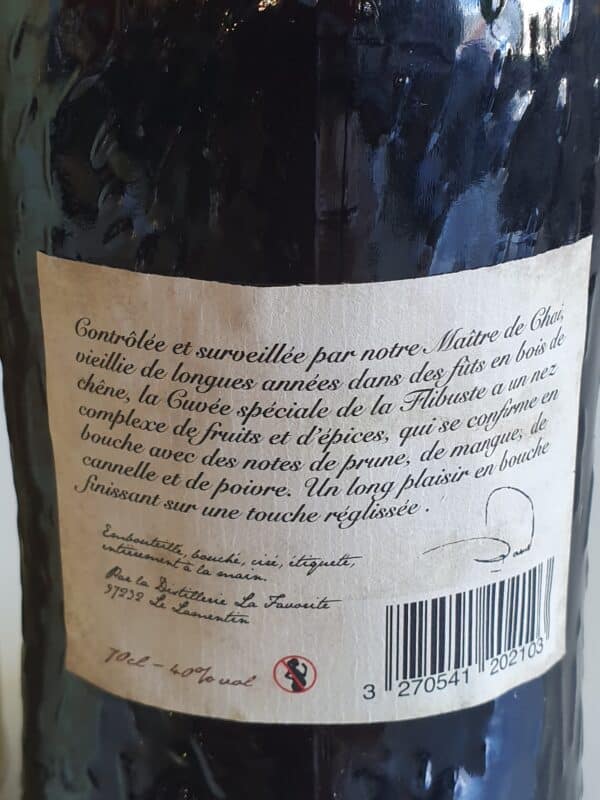 Contrôlée et surveillée par notre Maître de Chai,
vieillie de longues années dans des fûts en bois de
chêne, la Cuvée spéciale de la Flibuste a un nez
complexe de fruits et d'épices, qui se confirme en
bouche avec des notes de prune, de mangue, de
cannelle et de poivre. Un long plaisir en bouche
finissant sur une touche réglissée .
Embouteillé, bouché, ciré, étiqueté,
entièrement à la main.
Par la Distillerie La Favorite
97232 Le Lamentin
70cl - 40% vol
3 270541 202103